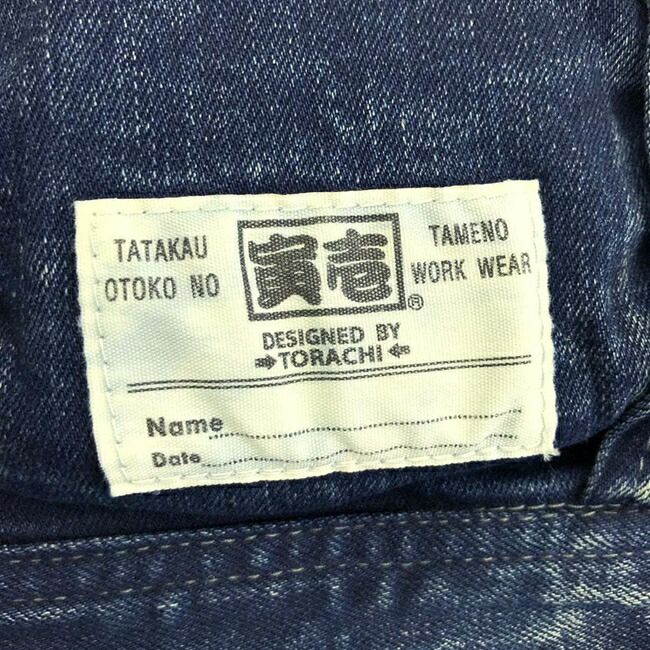 TATAKAU
OTOKO NO
寅壱
®
TAMENO
WORK WEAR
DESIGNED BY
→TORACHI←
Name
Date